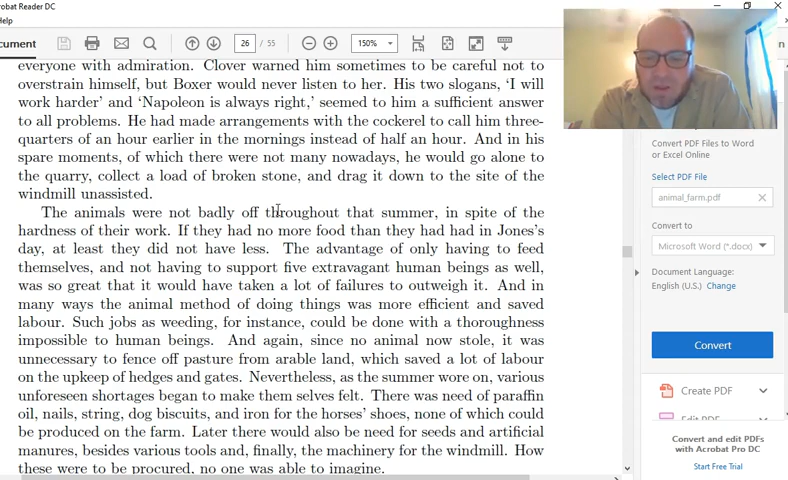 crobat Reader DC
Help
ocument
26 / 55
150%
everyone with admiration. Clover warned him sometimes to be careful not to
overstrain himself, but Boxer would never listen to her. His two slogans, ‘I will
work harder’ and ‘Napoleon is always right,’ seemed to him a sufficient answer
to all problems. He had made arrangements with the cockerel to call him three-
quarters of an hour earlier in the mornings instead of half an hour. And in his
spare moments, of which there were not many nowadays, he would go alone to
the quarry, collect a load of broken stone, and drag it down to the site of the
windmill unassisted.
The animals were not badly off throughout that summer, in spite of the
hardness of their work. If they had no more food than they had had in Jones’s
day, at least they did not have less. The advantage of only having to feed
themselves, and not having to support five extravagant human beings as well,
was so great that it would have taken a lot of failures to outweigh it. And in
many ways the animal method of doing things was more efficient and saved
labour. Such jobs as weeding, for instance, could be done with a thoroughness
impossible to human beings. And again, since no animal now stole, it was
unnecessary to fence off pasture from arable land, which saved a lot of labour
on the upkeep of hedges and gates. Nevertheless, as the summer wore on, various
unforeseen shortages began to make them selves felt. There was need of paraffin
oil, nails, string, dog biscuits, and iron for the horses’ shoes, none of which could
be produced on the farm. Later there would also be need for seeds and artificial
manures, besides various tools and, finally, the machinery for the windmill. How
these were to be procured, no one was able to imagine.
Convert PDF Files to Word
or Excel Online
Select PDF File
animal_farm.pdf
Convert to
Microsoft Word (*.docx)
Document Language:
English (U.S.) Change
Convert
Create PDF
Edit PDF
Convert and edit PDFs
with Acrobat Pro DC
Start Free Trial